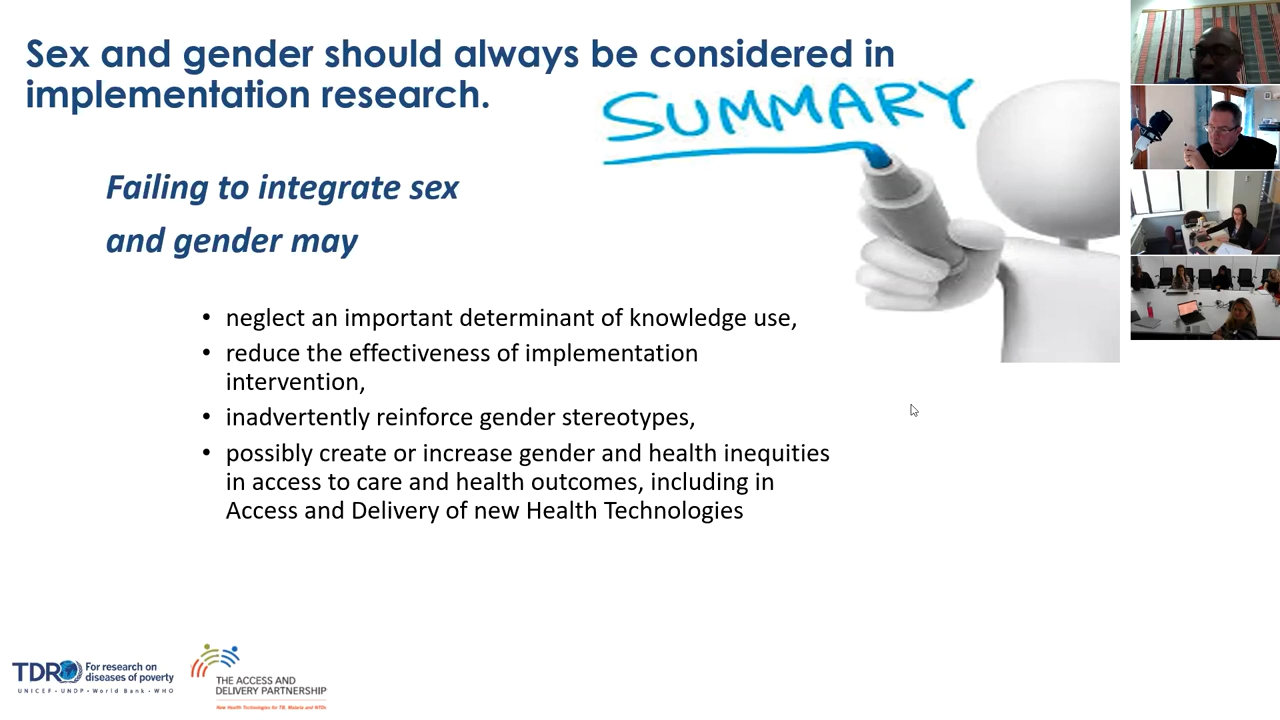 Sex and gender should always be considered in
implementation research.
SUMMARY
Failing to integrate sex
and gender may
• neglect an important determinant of knowledge use,
• reduce the effectiveness of implementation
intervention,
• inadvertently reinforce gender stereotypes,
• possibly create or increase gender and health inequities
in access to care and health outcomes, including in
Access and Delivery of new Health Technologies
TDR For research on
diseases of poverty
UNICEF • UNDP • World Bank • WHO
THE ACCESS AND
DELIVERY PARTNERSHIP
New Health Technologies for TB, Malaria and NTDs